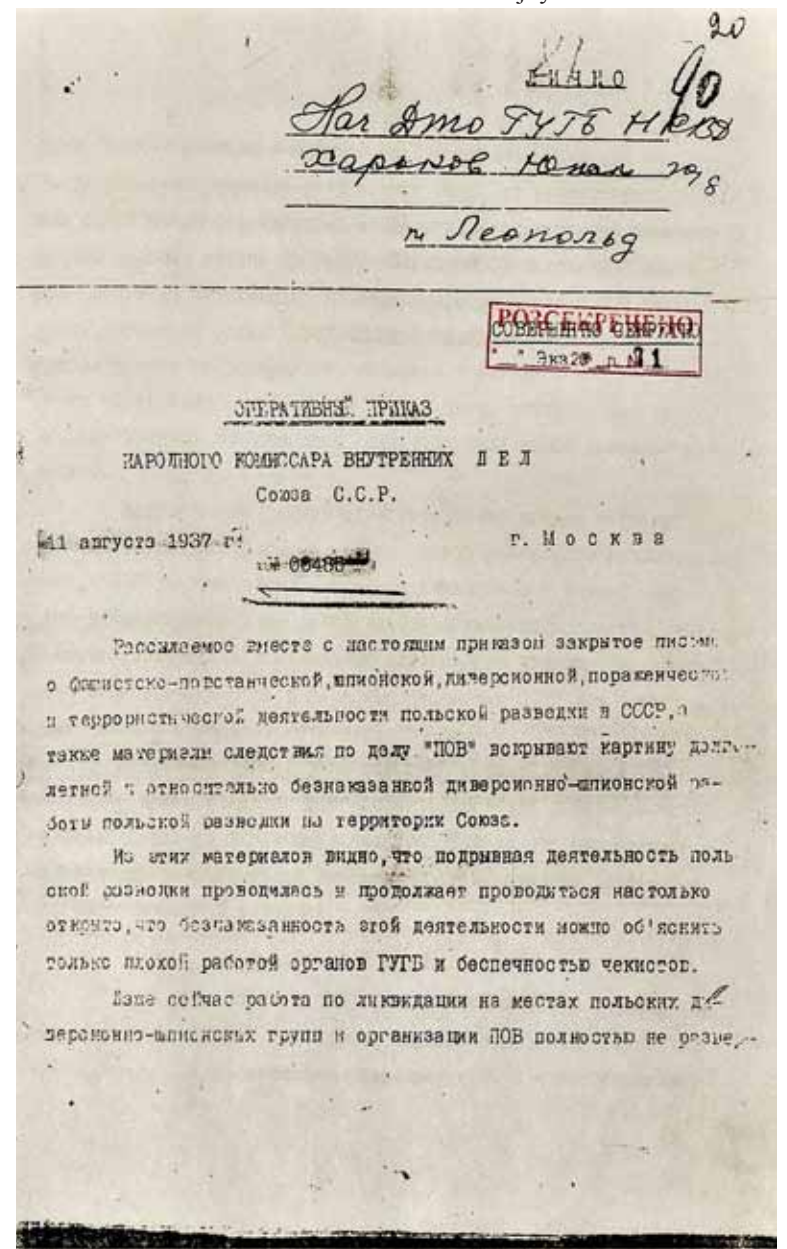 20
ЛИЧНО
90
Нач ДТО ГУГБ НКВД
Харьков Южн
Леопольд
РОЗСЕКРЕЧЕНО
СОВЕРШЕННО СЕКРЕТНО
ОПЕРАТИВНЫЙ ПРИКАЗ
НАРОДНОГО КОМИССАРА ВНУТРЕННИХ Д Е Л
Союза С.С.Р.
11 августа 1937 г.
г. М о с к в а
00485
Рассылаемое вместе с настоящим приказом закрытое письмо
о фашистско-повстанческой, шпионской, диверсионной, пораженческой
и террористической деятельности польской разведки в СССР, а
также материалы следствия по делу "ПОВ" вскрывают картину долго-
летней и относительно безнаказанной диверсионно-шпионской ра-
боты польской разведки на территории Союза.
Из этих материалов видно, что подрывная деятельность поль
ской разведки проводилась и продолжает проводиться настолько
открыто, что безнаказанность этой деятельности можно об'яснить
только плохой работой органов ГУГБ и беспечностью чекистов.
Даже сейчас работа по ликвидации на местах польских ди-
версионно-шпионских групп и организации ПОВ полностью не развер-